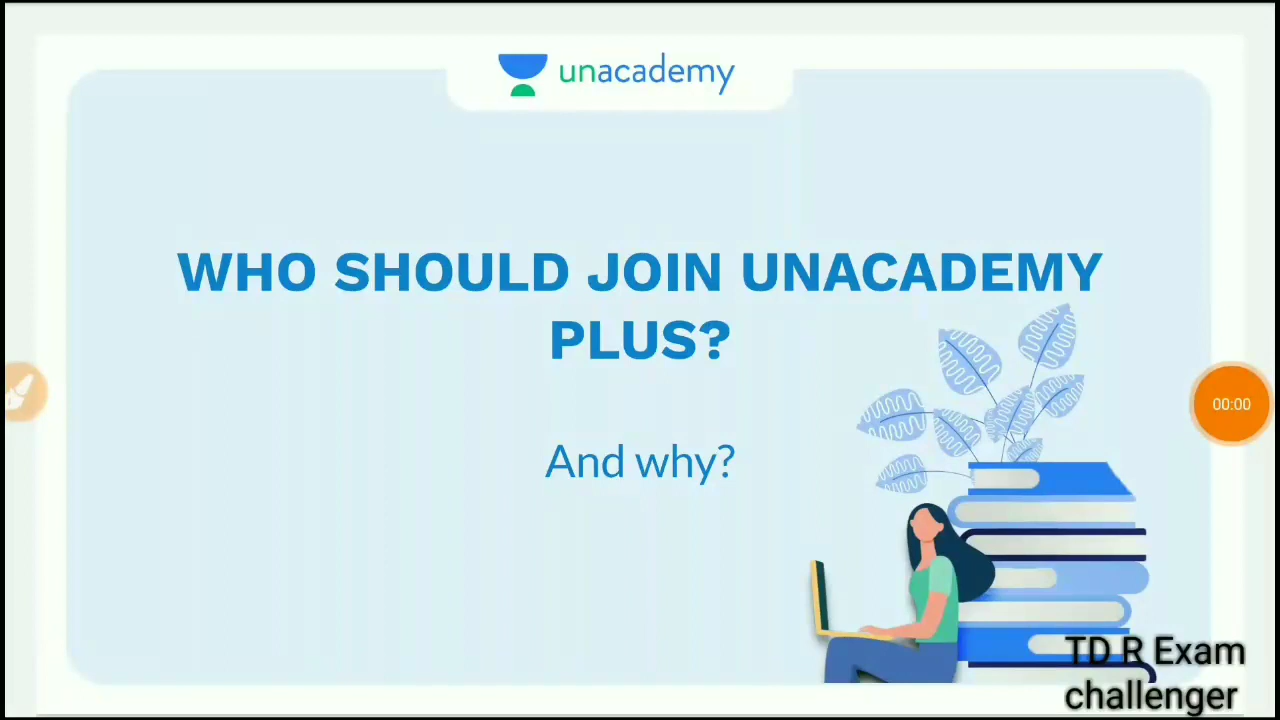 unacademy
WHO SHOULD JOIN UNACADEMY
PLUS?
And why?
00:00
TD R Exam
challenger